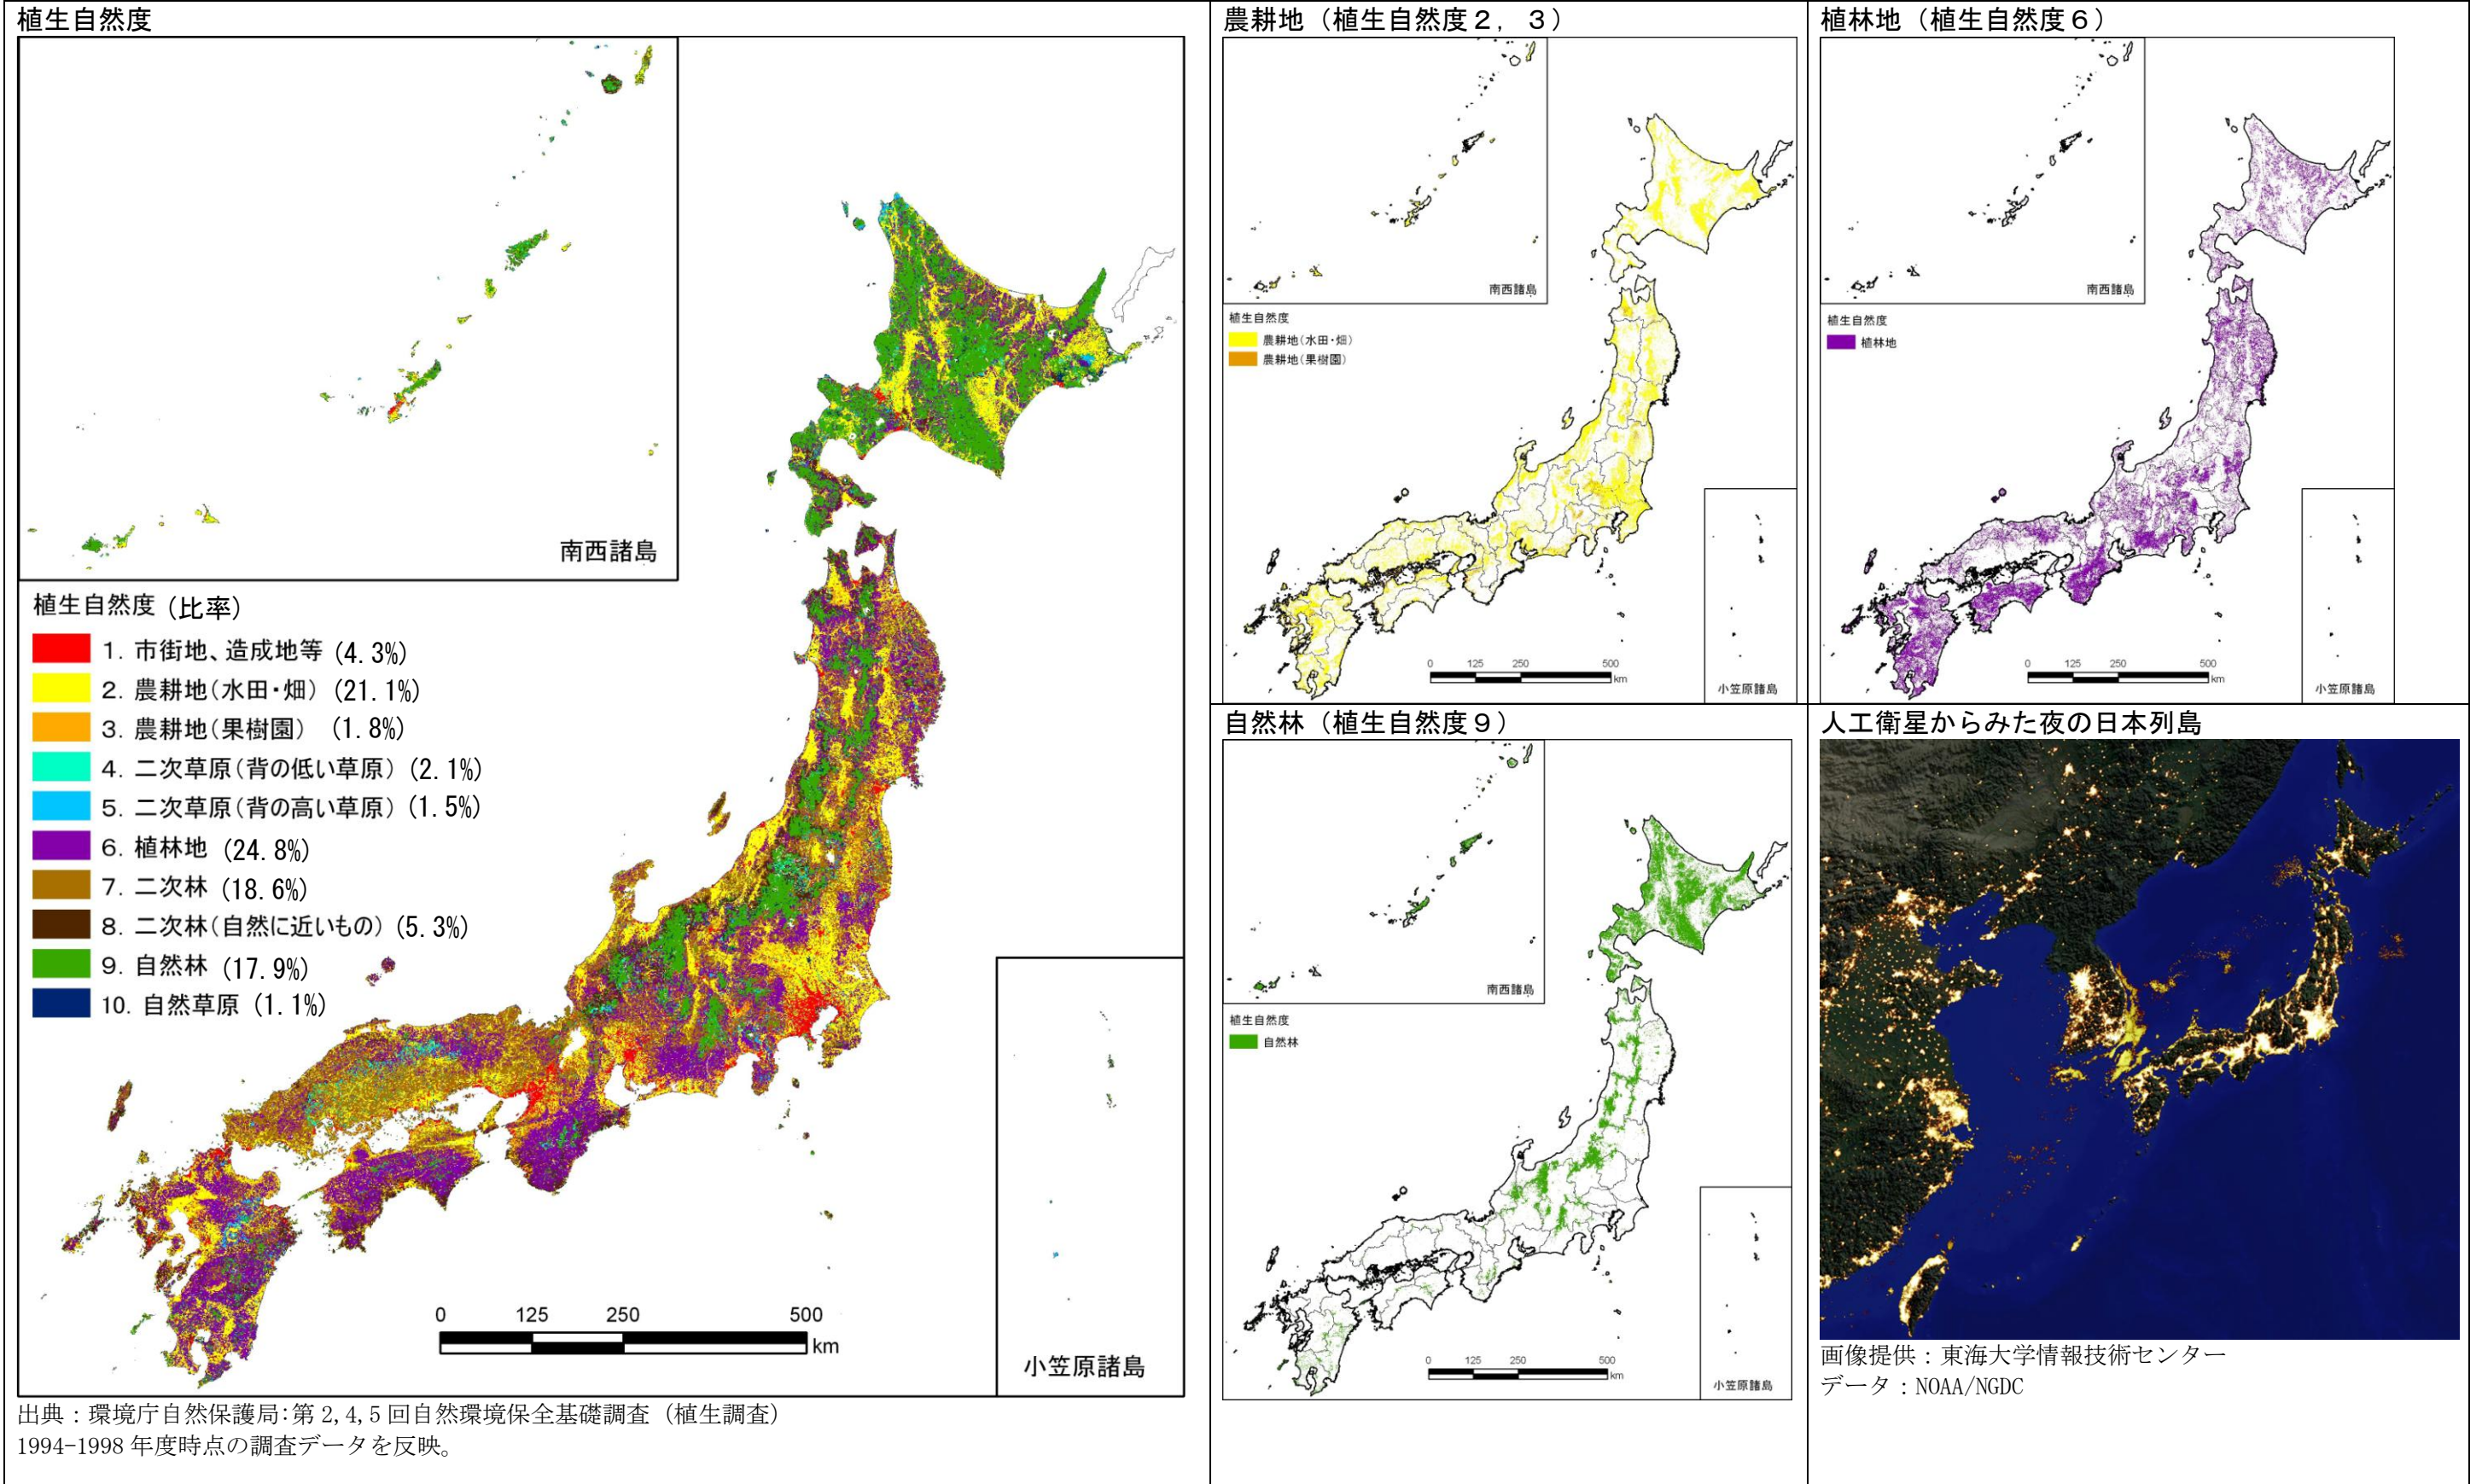 植生自然度
南西諸島
植生自然度 (比率)
1. 市街地、造成地等 (4.3%)
2. 農耕地(水田・畑) (21.1%)
3. 農耕地(果樹園) (1.8%)
4. 二次草原(背の低い草原) (2.1%)
5. 二次草原(背の高い草原) (1.5%)
6. 植林地 (24.8%)
7. 二次林 (18.6%)
8. 二次林(自然に近いもの) (5.3%)
9. 自然林 (17.9%)
10. 自然草原 (1.1%)
0 125 250 500
km
小笠原諸島
出典：環境庁自然保護局:第2,4,5回自然環境保全基礎調査（植生調査）
1994-1998年度時点の調査データを反映。
農耕地（植生自然度２，３）
南西諸島
植生自然度
農耕地(水田・畑)
農耕地(果樹園)
0 125 250 500
km
小笠原諸島
植林地（植生自然度６）
南西諸島
植生自然度
植林地
0 125 250 500
km
小笠原諸島
自然林（植生自然度９）
南西諸島
植生自然度
自然林
0 125 250 500
km
小笠原諸島
人工衛星からみた夜の日本列島
画像提供：東海大学情報技術センター
データ：NOAA/NGDC